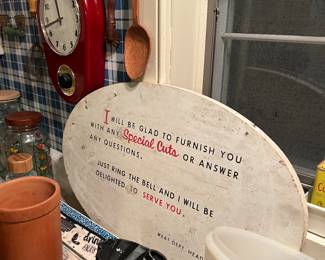 I WILL BE GLAD TO FURNISH YOU
WITH ANY Special Cuts OR ANSWER
ANY QUESTIONS.
JUST RING THE BELL AND I WILL BE
DELIGHTED TO SERVE YOU.
MEAT DEPT. HEAD
drink